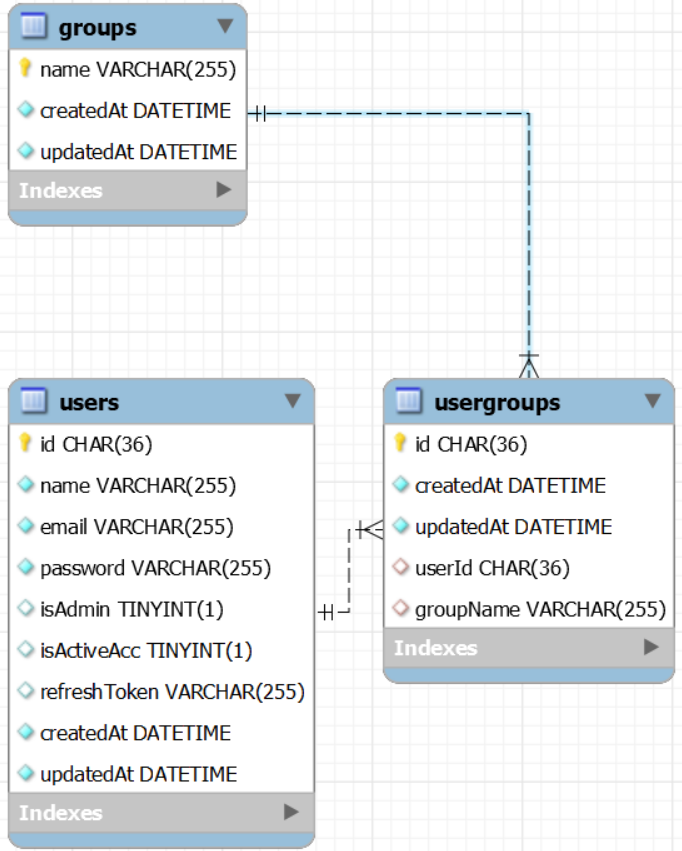 groups
name VARCHAR(255)
createdAt DATETIME
updatedAt DATETIME
Indexes
users
id CHAR(36)
name VARCHAR(255)
email VARCHAR(255)
password VARCHAR(255)
isAdmin TINYINT(1)
isActiveAcc TINYINT(1)
refreshToken VARCHAR(255)
createdAt DATETIME
updatedAt DATETIME
Indexes
usergroups
id CHAR(36)
createdAt DATETIME
updatedAt DATETIME
userId CHAR(36)
groupName VARCHAR(255)
Indexes